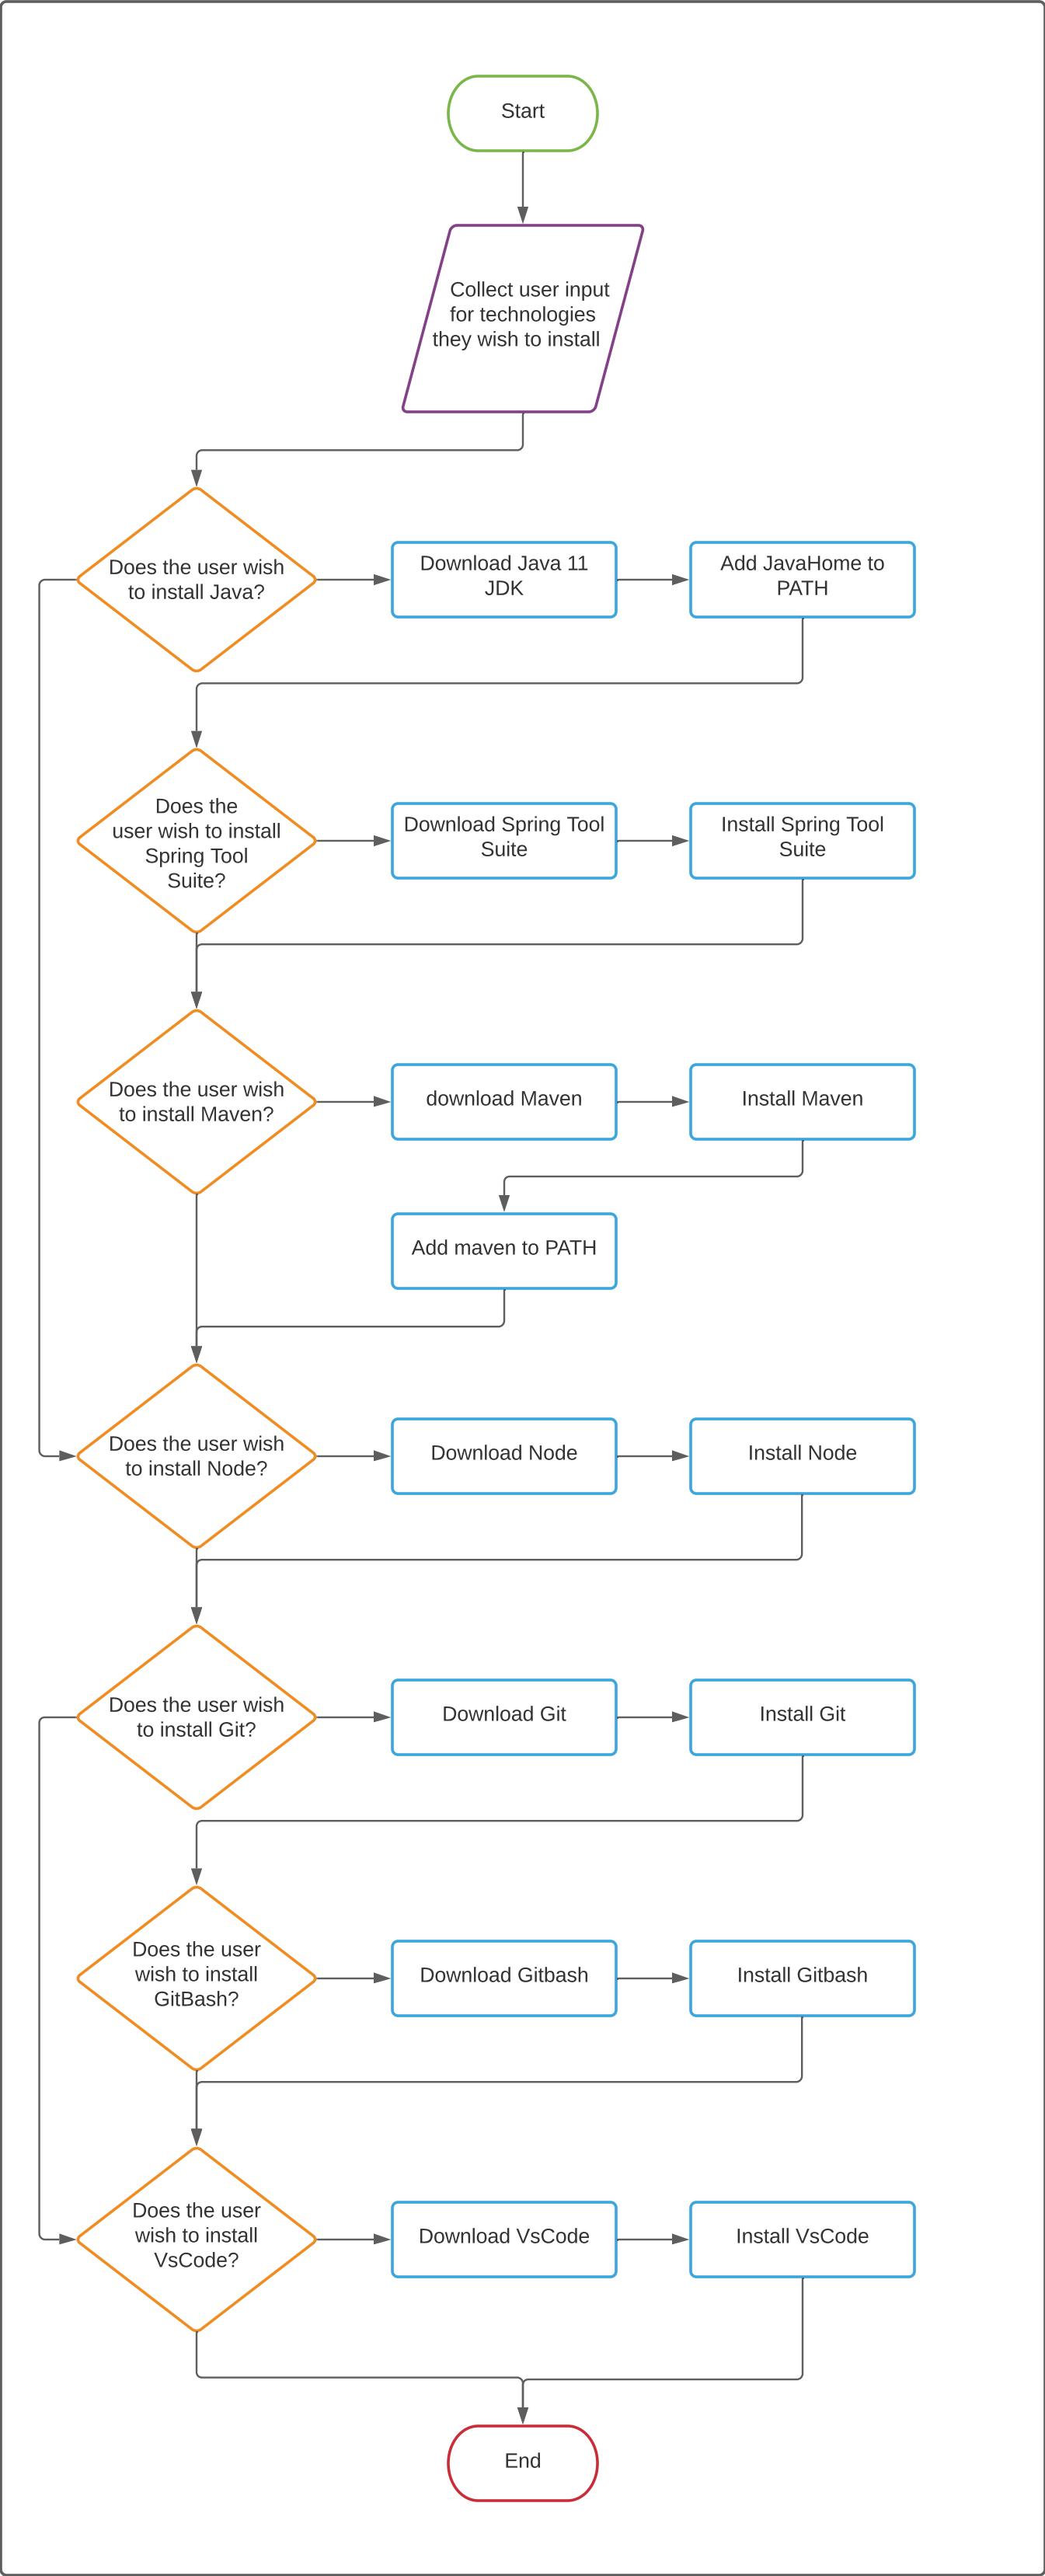 Start
Collect user input
for technologies
they wish to install
Does the user wish
to install Java?
Download Java 11
JDK
Add JavaHome to
PATH
Does the
user wish to install
Spring Tool
Suite?
Download Spring Tool
Suite
Install Spring Tool
Suite
Does the user wish
to install Maven?
download Maven
Install Maven
Add maven to PATH
Does the user wish
to install Node?
Download Node
Install Node
Does the user wish
to install Git?
Download Git
Install Git
Does the user
wish to install
GitBash?
Download Gitbash
Install Gitbash
Does the user
wish to install
VsCode?
Download VsCode
Install VsCode
End